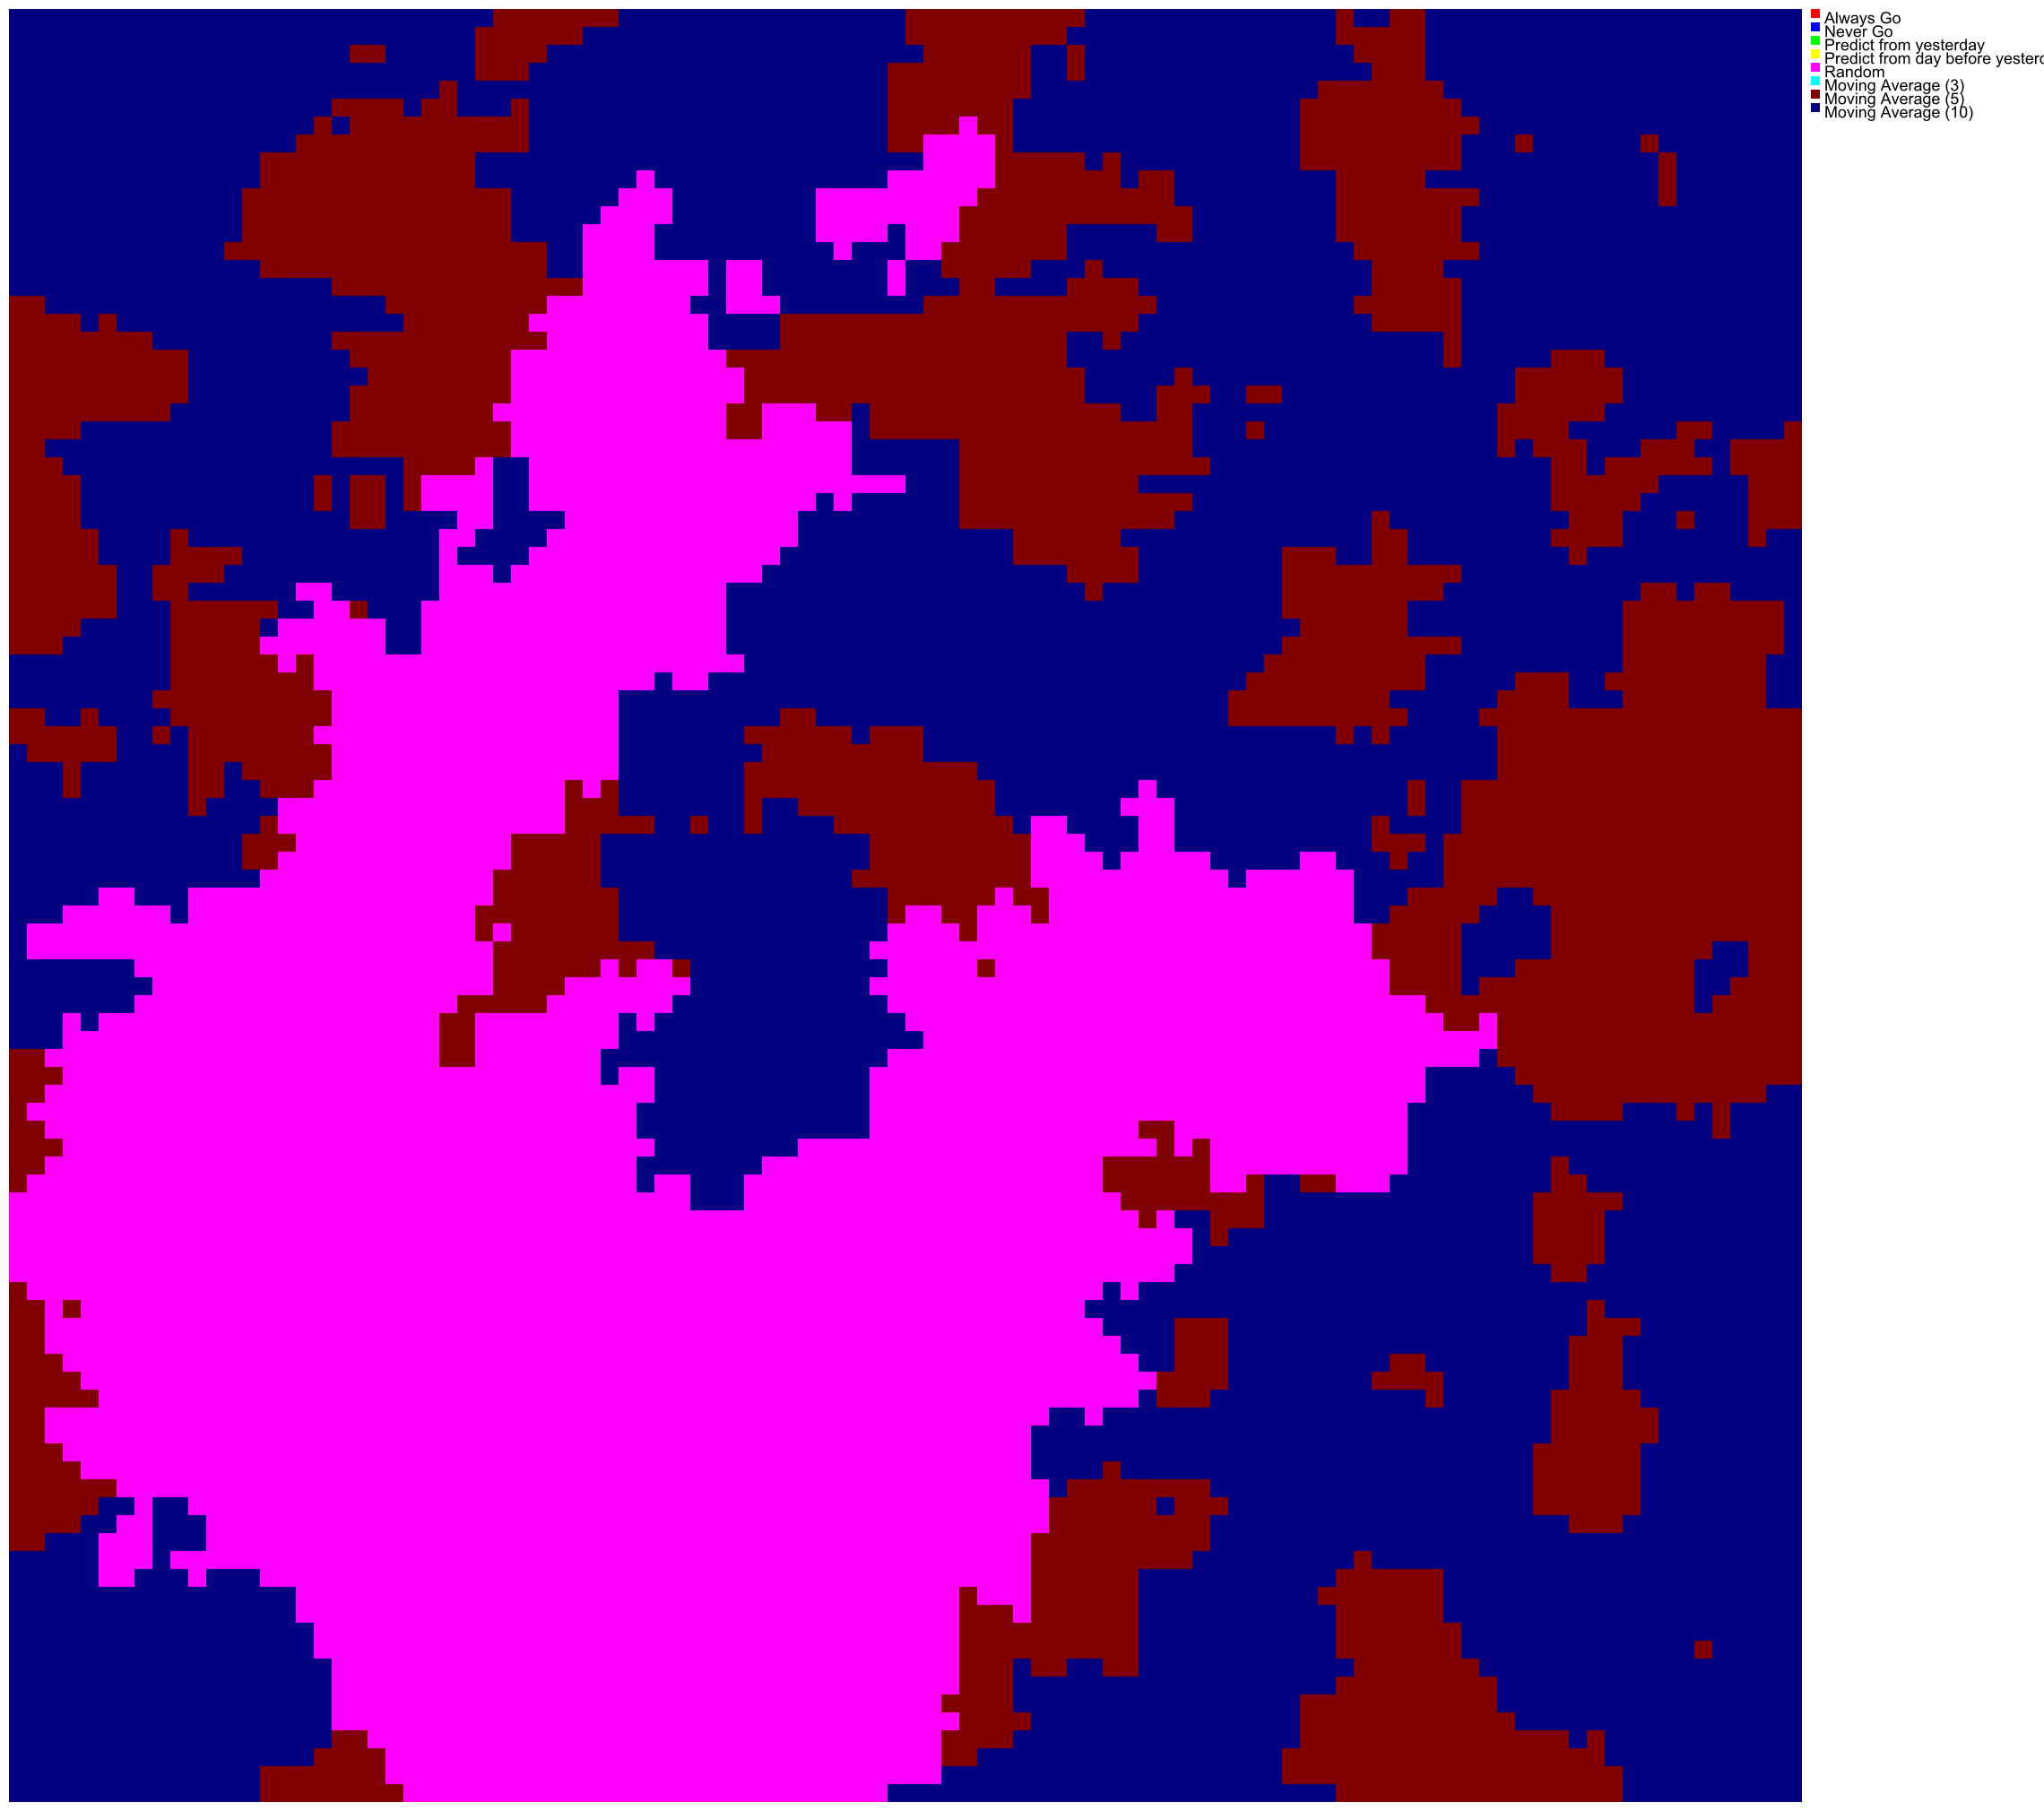 Always Go
Never Go
Predict from yesterday
Predict from day before yesterd
Random
Moving Average (3)
Moving Average (5)
Moving Average (10)